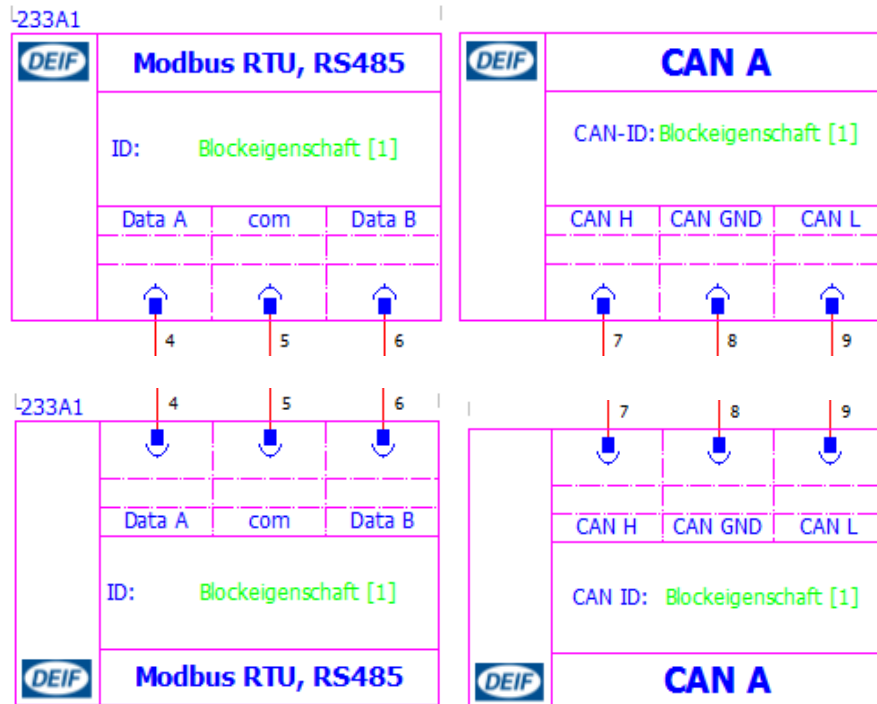 -233A1
DEIF Modbus RTU, RS485
ID: Blockeigenschaft [1]
Data A com Data B
4 5 6
DEIF CAN A
CAN-ID: Blockeigenschaft [1]
CAN H CAN GND CAN L
7 8 9
-233A1
4 5 6
Data A com Data B
ID: Blockeigenschaft [1]
DEIF Modbus RTU, RS485
7 8 9
CAN H CAN GND CAN L
CAN ID: Blockeigenschaft [1]
DEIF CAN A